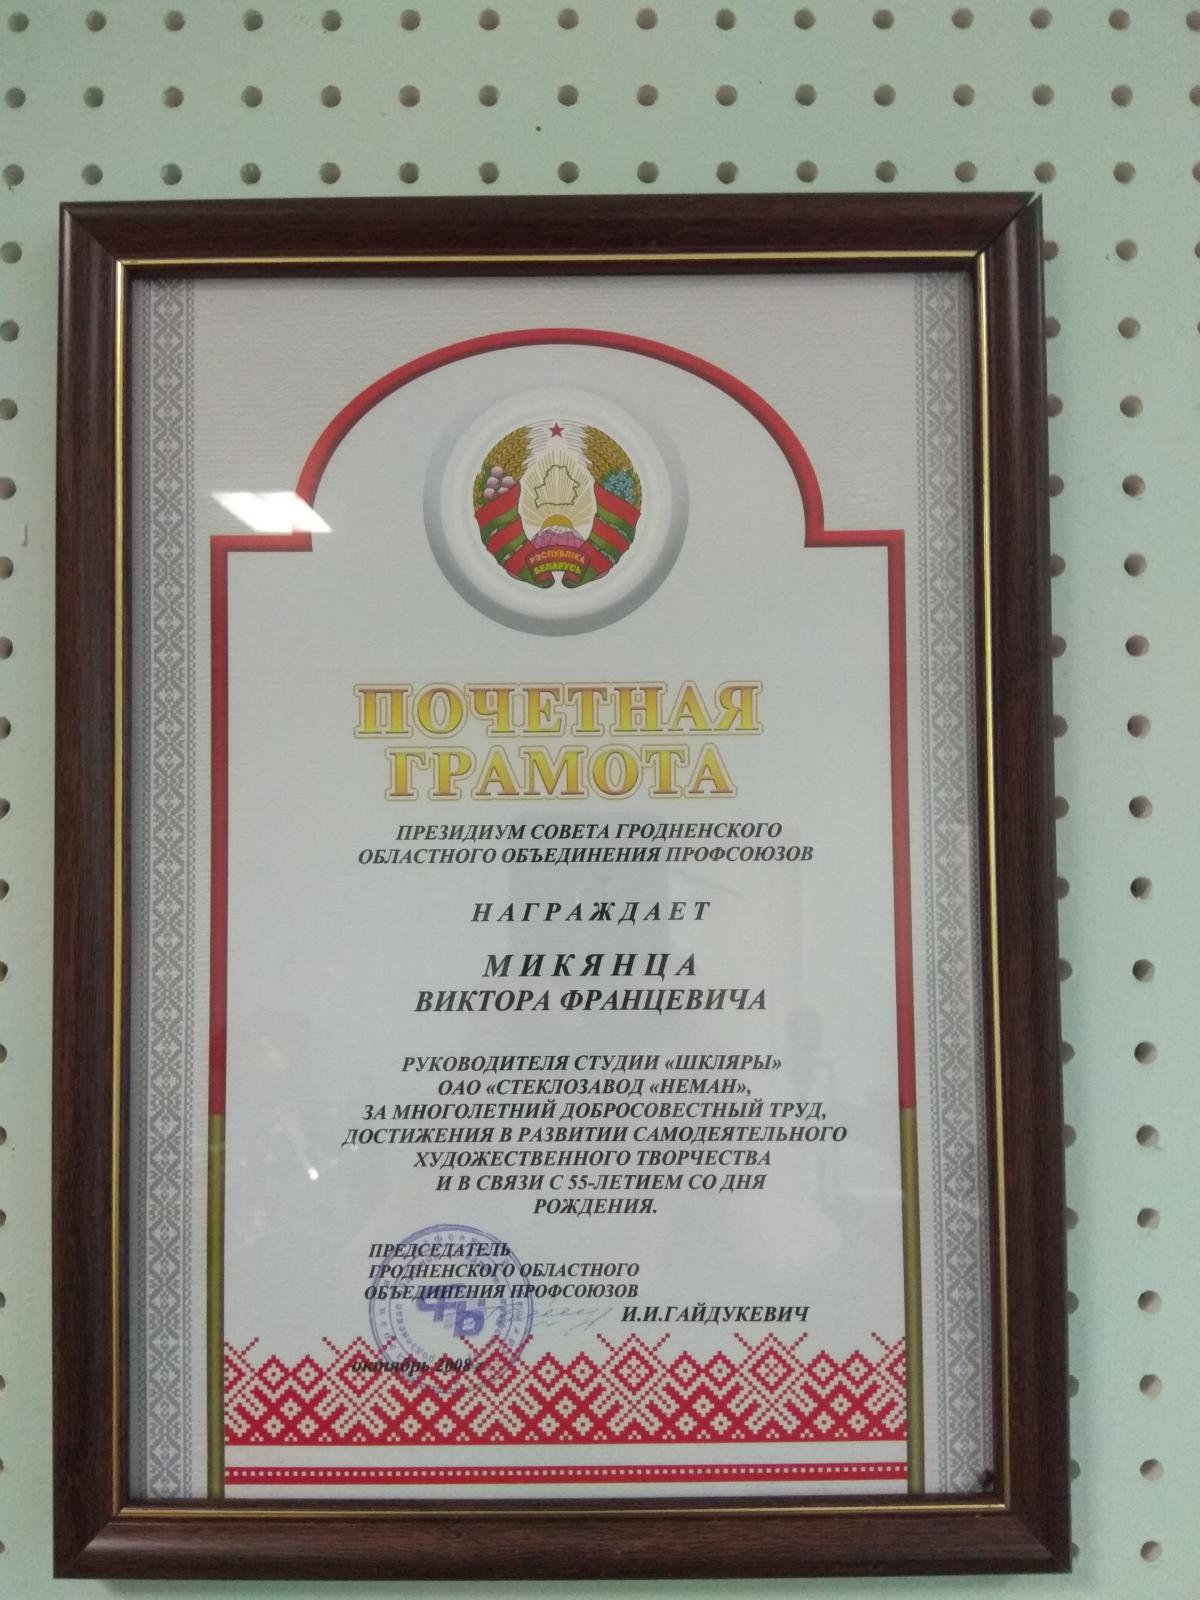 РЭСПУБЛІКА
БЕЛАРУСЬ
ПОЧЕТНАЯ
ГРАМОТА
ПРЕЗИДИУМ СОВЕТА ГРОДНЕНСКОГО
ОБЛАСТНОГО ОБЪЕДИНЕНИЯ ПРОФСОЮЗОВ
НАГРАЖДАЕТ
МИКЯНЦА
ВИКТОРА ФРАНЦЕВИЧА
РУКОВОДИТЕЛЯ СТУДИИ «ШКЛЯРЫ»
ОАО «СТЕКЛОЗАВОД «НЕМАН»,
ЗА МНОГОЛЕТНИЙ ДОБРОСОВЕСТНЫЙ ТРУД,
ДОСТИЖЕНИЯ В РАЗВИТИИ САМОДЕЯТЕЛЬНОГО
ХУДОЖЕСТВЕННОГО ТВОРЧЕСТВА
И В СВЯЗИ С 55-ЛЕТИЕМ СО ДНЯ
РОЖДЕНИЯ.
ПРЕДСЕДАТЕЛЬ
ГРОДНЕНСКОГО ОБЛАСТНОГО
ОБЪЕДИНЕНИЯ ПРОФСОЮЗОВ
И.И.ГАЙДУКЕВИЧ
октябрь 2008 г.